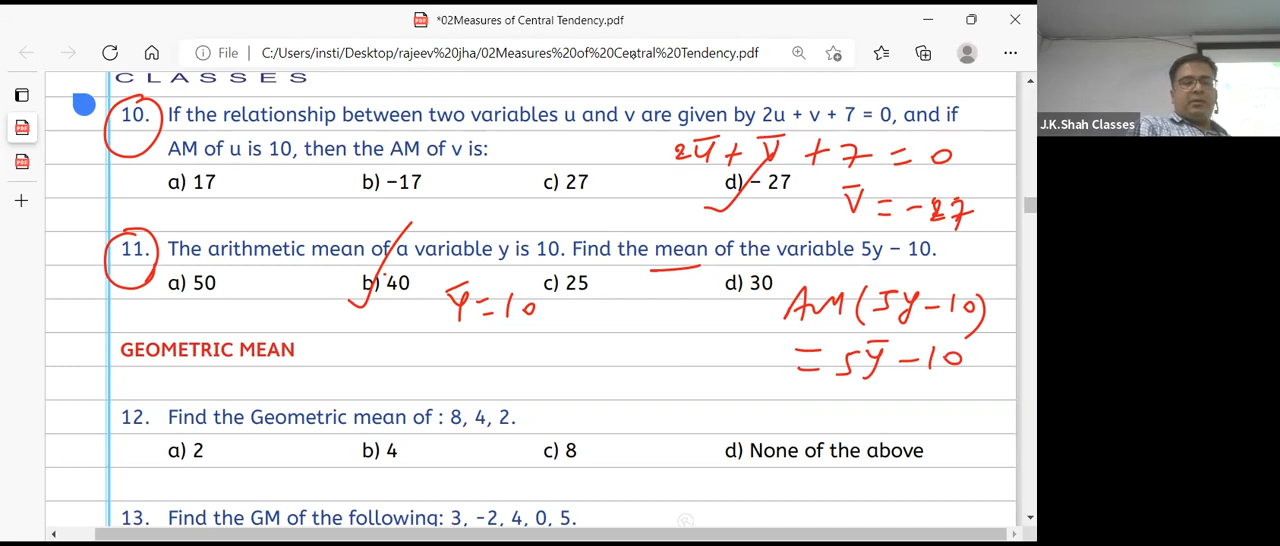 *02Measures of Central Tendency.pdf
File C:/Users/insti/Desktop/rajeev%20jha/02Measures%20of%20Central%20Tendency.pdf
CLASSES
10. If the relationship between two variables u and v are given by 2u + v + 7 = 0, and if
AM of u is 10, then the AM of v is:
2u̅ + v̅ + 7 = 0
a) 17 b) −17 c) 27 d) − 27
v̅ = −27
11. The arithmetic mean of a variable y is 10. Find the mean of the variable 5y − 10.
a) 50 b) 40 c) 25 d) 30
y̅ = 10
AM (5y − 10)
= 5y̅ − 10
GEOMETRIC MEAN
12. Find the Geometric mean of : 8, 4, 2.
a) 2 b) 4 c) 8 d) None of the above
13. Find the GM of the following: 3, -2, 4, 0, 5.
J.K.Shah Classes